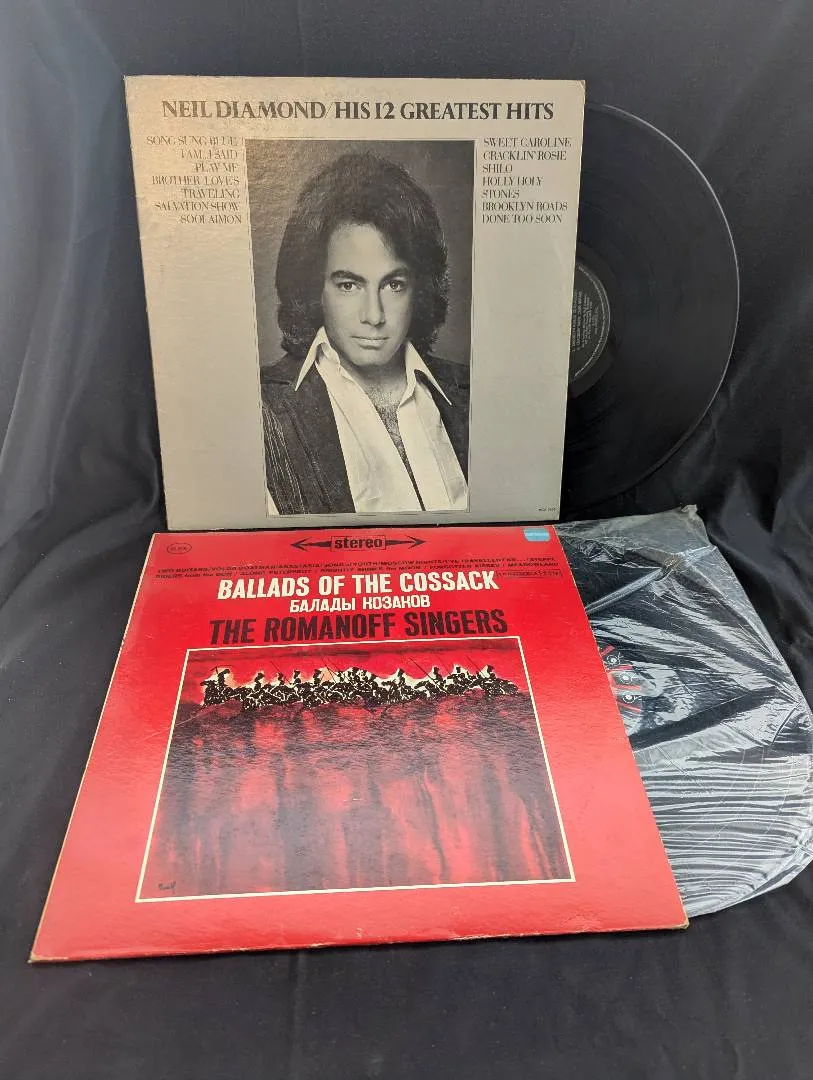 NEIL DIAMOND/HIS 12 GREATEST HITS
SONG SUNG BLUE
I AM...I SAID
PLAY ME
BROTHER LOVE'S
TRAVELING
SALVATION SHOW
SOOLAIMON
SWEET CAROLINE
CRACKLIN' ROSIE
SHILO
HOLLY HOLY
STONES
BROOKLYN ROADS
DONE TOO SOON
stereo
BALLADS OF THE COSSACK
БАЛАДЫ КОЗАКОВ
THE ROMANOFF SINGERS